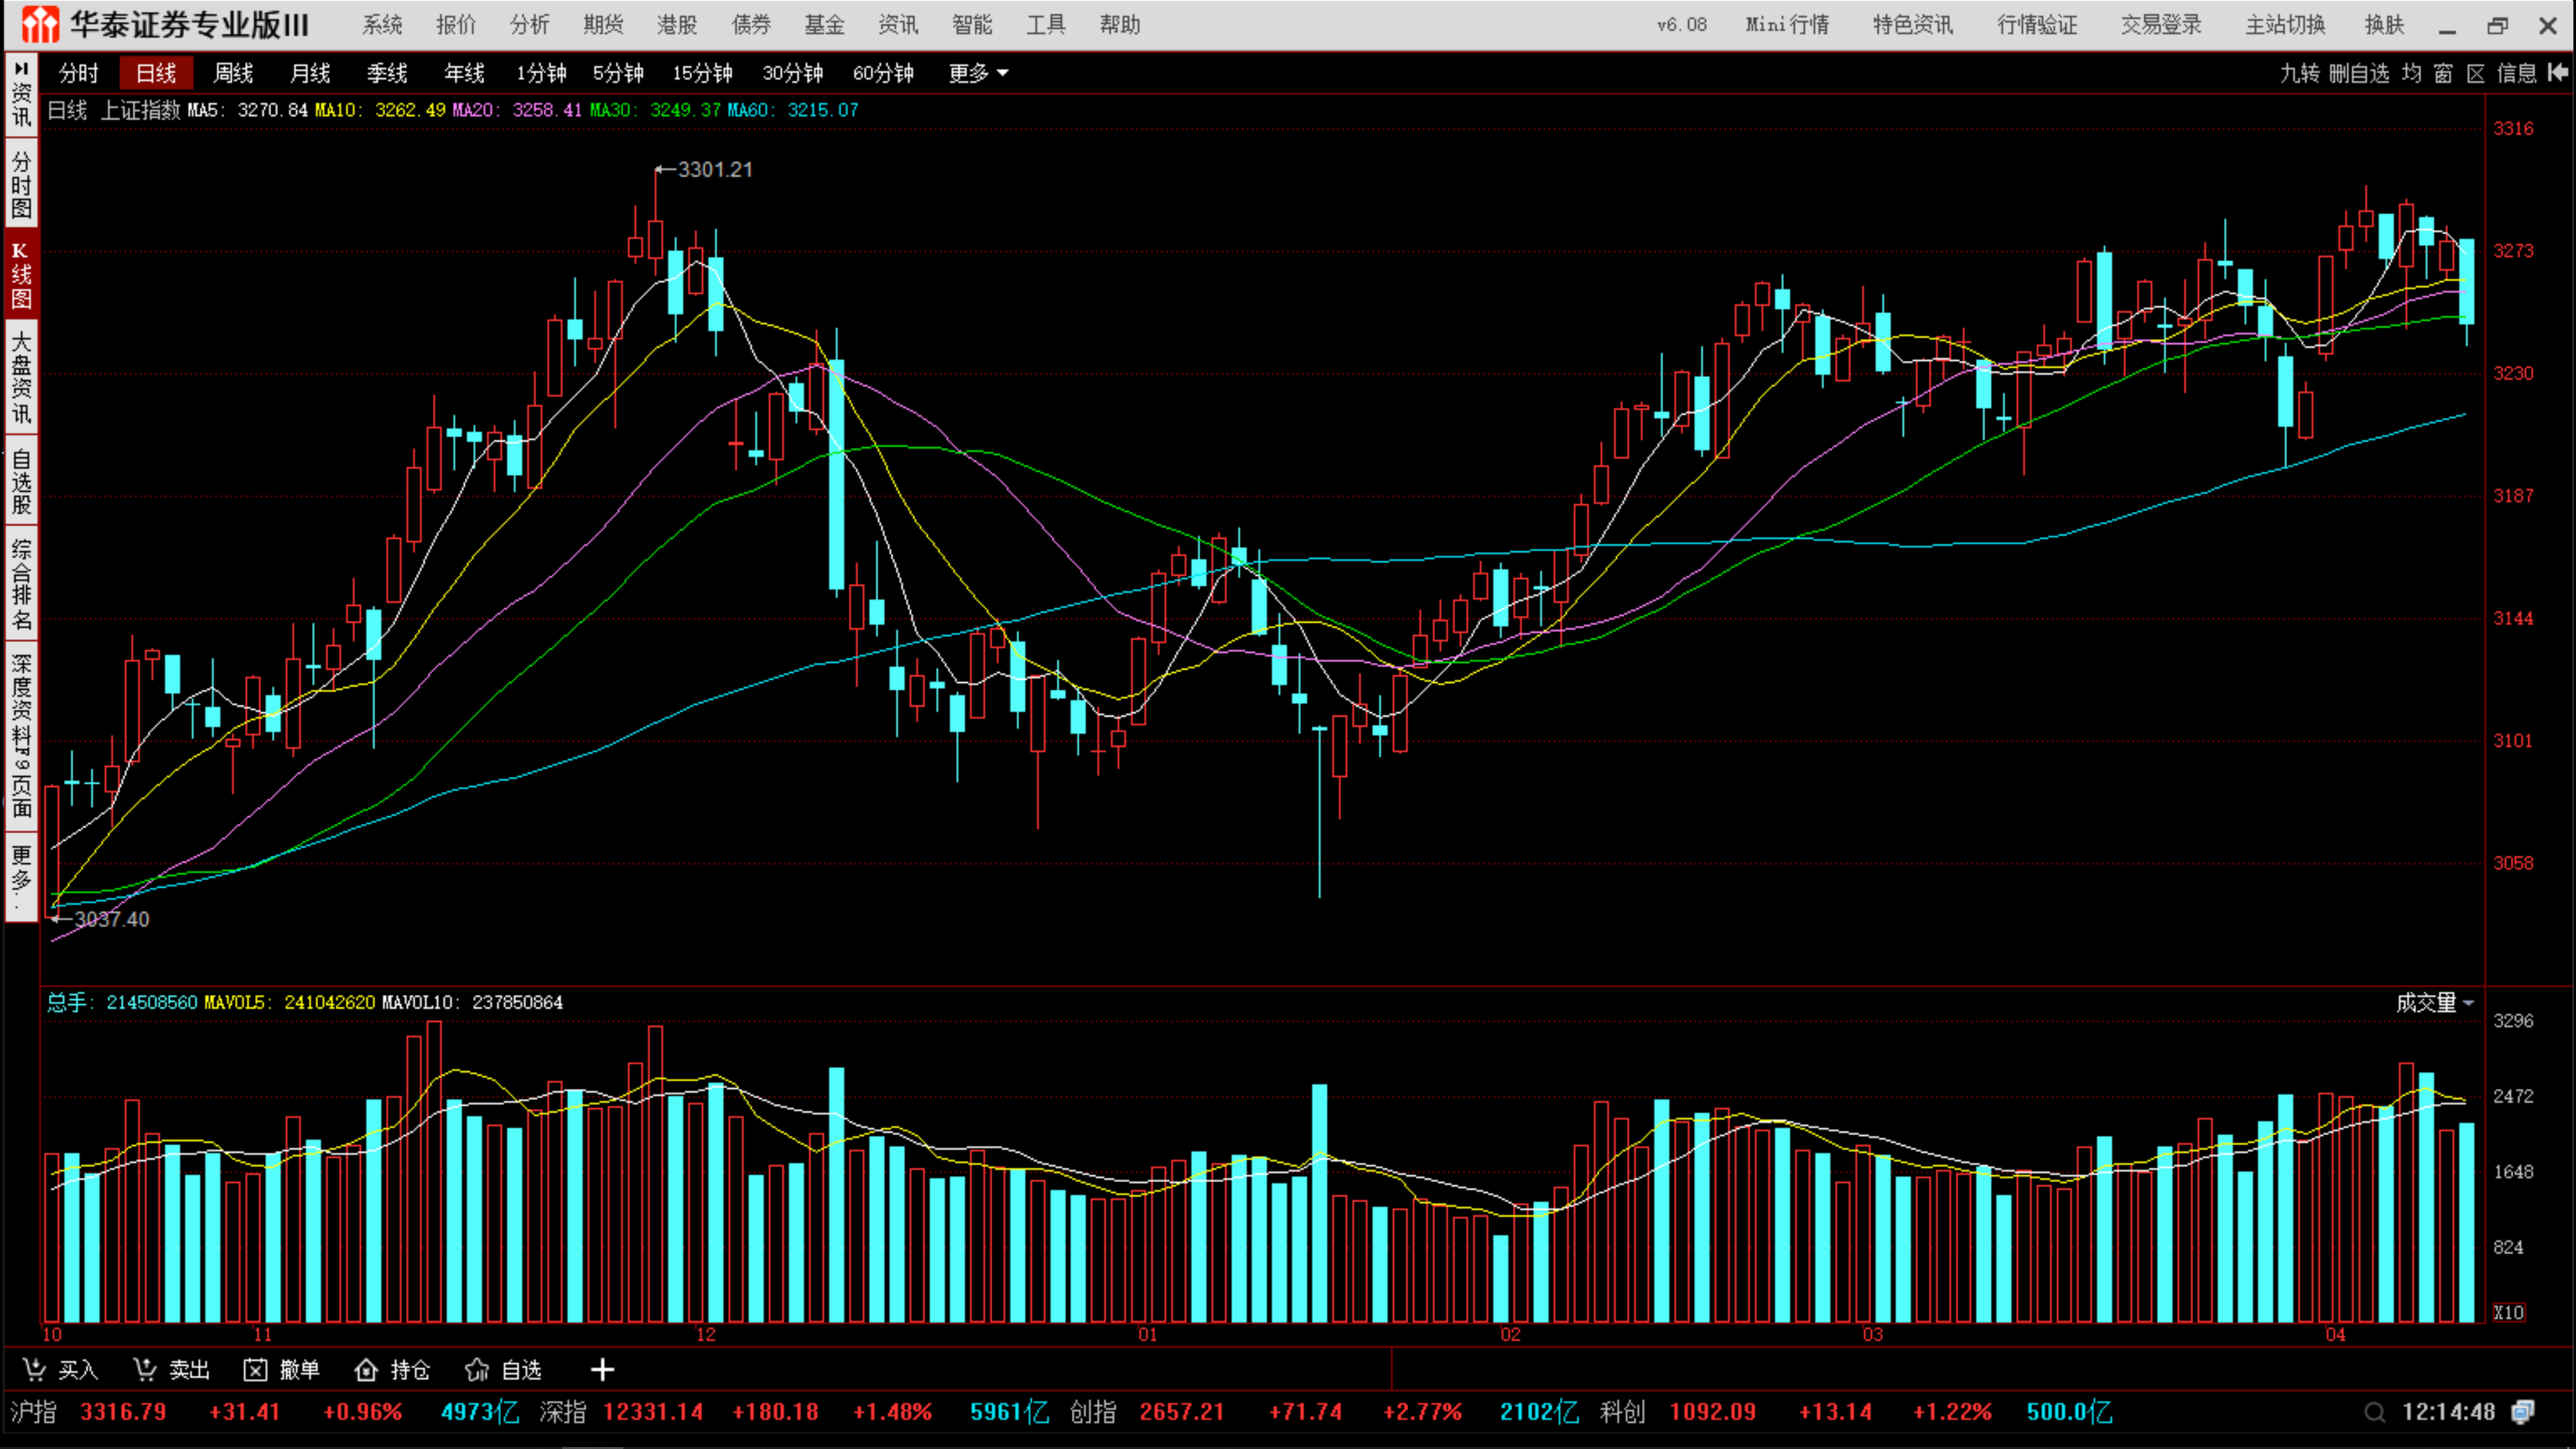 华泰证券专业版III 系统 报价 分析 期货 港股 债券 基金 资讯 智能 工具 帮助 v6.08 Mini行情 特色资讯 行情验证 交易登录 主站切换 换肤
分时 日线 周线 月线 季线 年线 1分钟 5分钟 15分钟 30分钟 60分钟 更多 九转 删自选 均 窗 区 信息
日线 上证指数 MA5: 3270.84 MA10: 3262.49 MA20: 3258.41 MA30: 3249.37 MA60: 3215.07
资讯
分时图
K线图
大盘资讯
自选股
综合排名
深度资料F9页面
更多..
3301.21
3037.40
3316
3273
3230
3187
3144
3101
3058
总手: 214508560 MAVOL5: 241042620 MAVOL10: 237850864 成交量
3296
2472
1648
824
X10
10 11 12 01 02 03 04
买入 卖出 撤单 持仓 自选 +
沪指 3316.79 +31.41 +0.96% 4973亿 深指 12331.14 +180.18 +1.48% 5961亿 创指 2657.21 +71.74 +2.77% 2102亿 科创 1092.09 +13.14 +1.22% 500.0亿 12:14:48